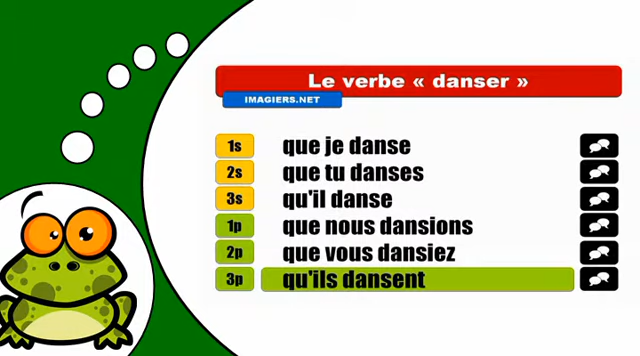 Le verbe « danser »
IMAGIERS.NET
1s que je danse
2s que tu danses
3s qu'il danse
1p que nous dansions
2p que vous dansiez
3p qu'ils dansent